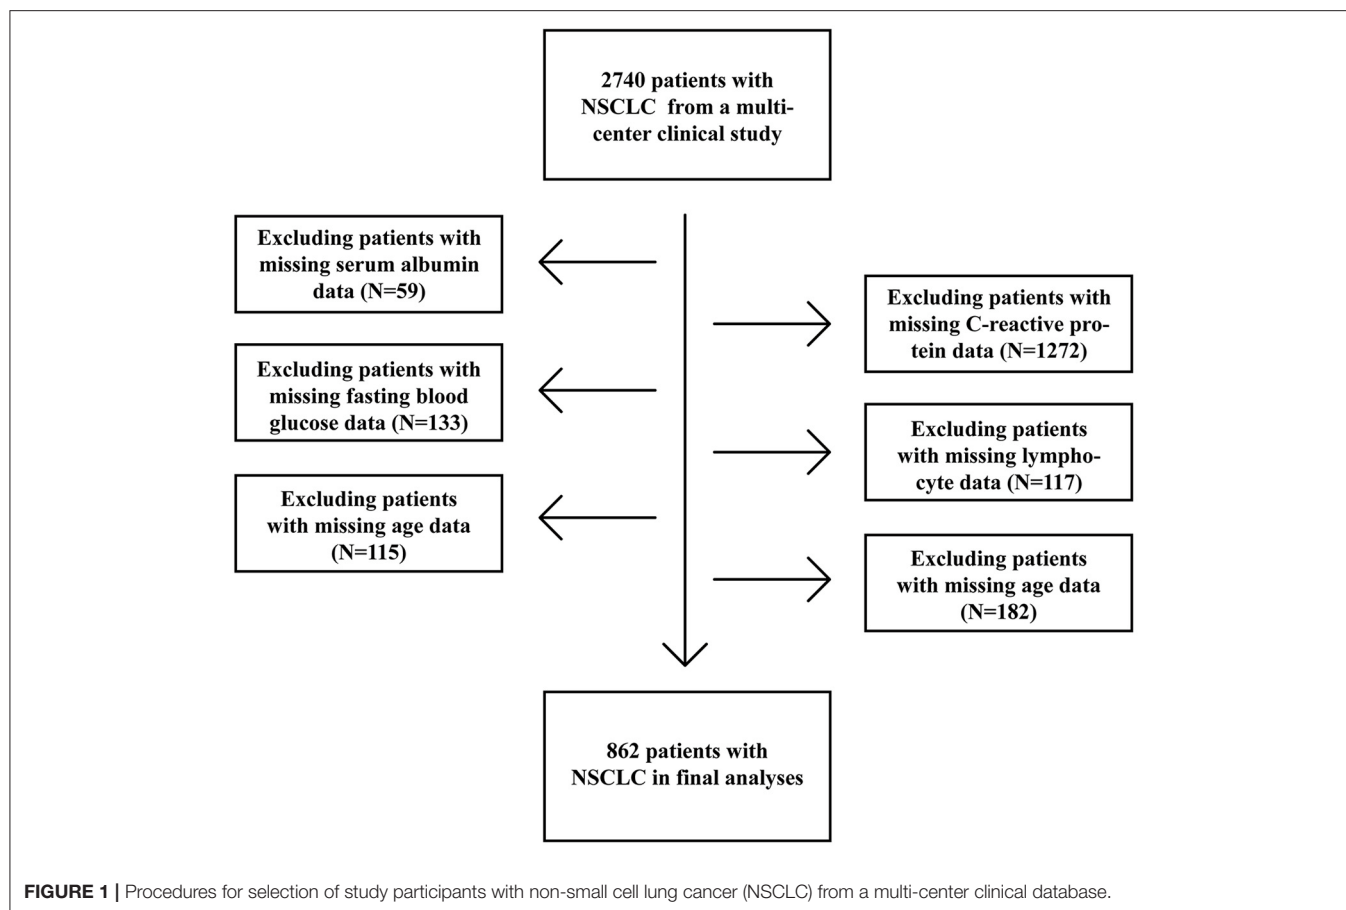 2740 patients with
NSCLC from a multi-
center clinical study
Excluding patients with
missing serum albumin
data (N=59)
Excluding patients with
missing C-reactive pro-
tein data (N=1272)
Excluding patients with
missing fasting blood
glucose data (N=133)
Excluding patients
with missing lympho-
cyte data (N=117)
Excluding patients
with missing age data
(N=115)
Excluding patients
with missing age data
(N=182)
862 patients with
NSCLC in final analyses
FIGURE 1 | Procedures for selection of study participants with non-small cell lung cancer (NSCLC) from a multi-center clinical database.